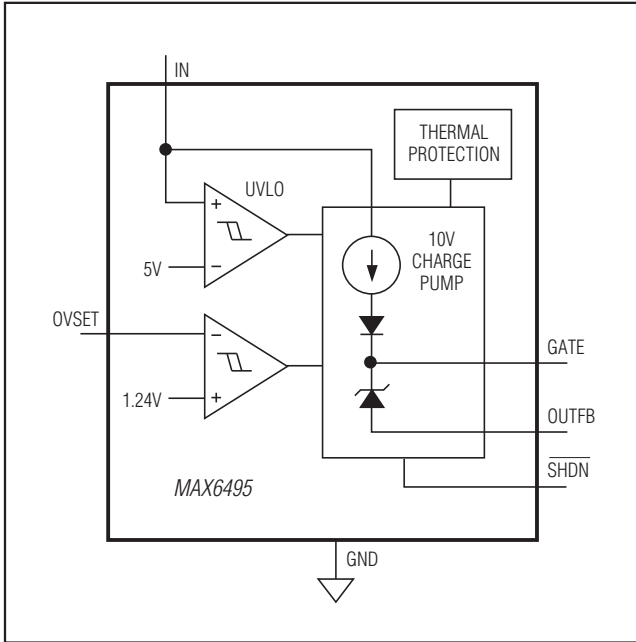 IN
THERMAL
PROTECTION
UVLO
+
5V
−
10V
CHARGE
PUMP
OVSET
−
1.24V
+
GATE
OUTFB
SHDN
MAX6495
GND